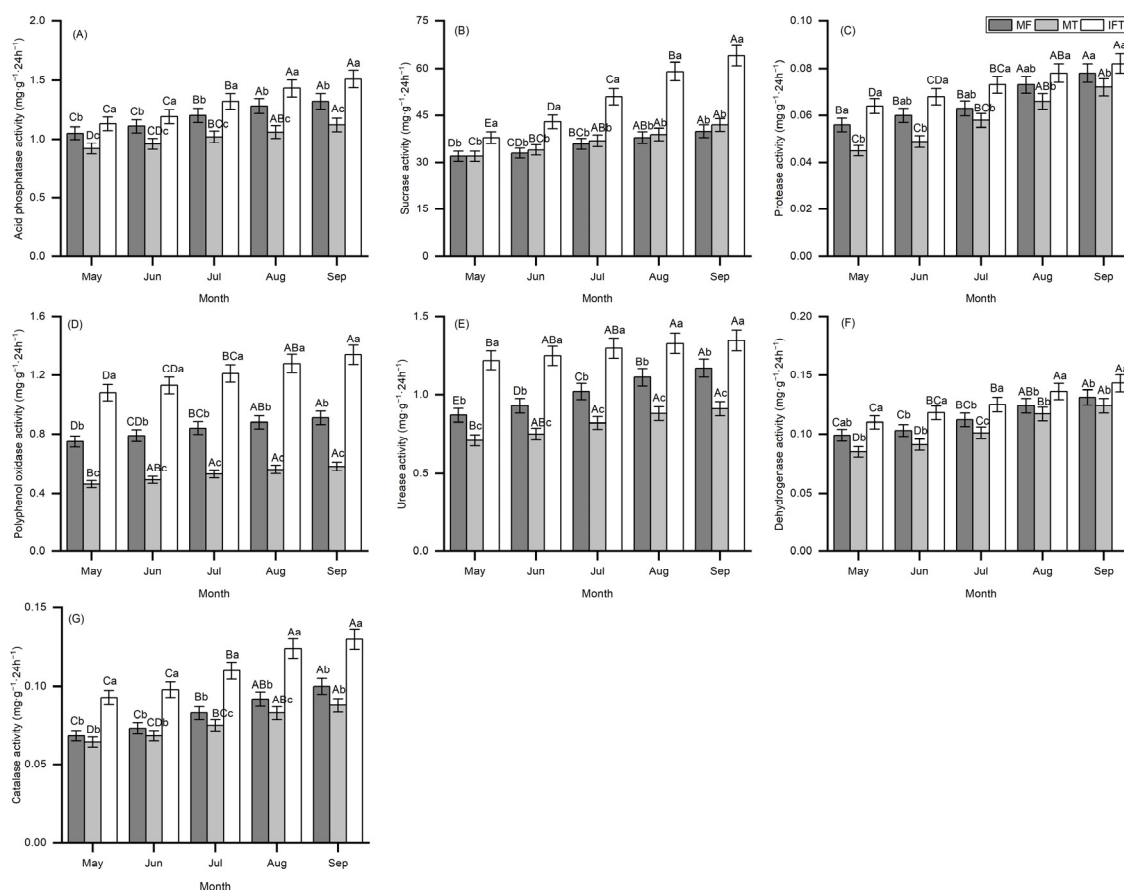 MF MT IFT
(A)
Acid phosphatase activity (mg·g⁻¹·24h⁻¹)
2.0
1.5
1.0
0.5
0.0
Cb Dc Ca Cb CDc Ca Bb BCc Ba Ab ABc Aa Ab Ac Aa
May Jun Jul Aug Sep
Month
(B)
Sucrase activity (mg·g⁻¹·24h⁻¹)
75
60
45
30
15
0
Db Cb Ea CDb BCb Da BCb ABb Ca ABb Ab Ba Ab Ab Aa
May Jun Jul Aug Sep
Month
(C)
Protease activity (mg·g⁻¹·24h⁻¹)
0.10
0.08
0.06
0.04
0.02
0.00
Ba Cb Da Bab Cb CDa Bab BCb BCa Aab ABb ABa Aa Ab Aa
May Jun Jul Aug Sep
Month
(D)
Polyphenol oxidase activity (mg·g⁻¹·24h⁻¹)
1.6
1.2
0.8
0.4
0.0
Db Bc Da CDb ABc CDa BCb Ac BCa ABb Ac ABa Ab Ac Aa
May Jun Jul Aug Sep
Month
(E)
Urease activity (mg·g⁻¹·24h⁻¹)
1.5
1.0
0.5
0.0
Eb Bc Ba Db ABc ABa Cb Ac ABa Bb Ac Aa Ab Ac Aa
May Jun Jul Aug Sep
Month
(F)
Dehydrogenase activity (mg·g⁻¹·24h⁻¹)
0.20
0.15
0.10
0.05
0.00
Cab Db Ca Cb Db BCa BCb Cc Ba ABb Bb Aa Ab Ab Aa
May Jun Jul Aug Sep
Month
(G)
Catalase activity (mg·g⁻¹·24h⁻¹)
0.15
0.10
0.05
0.00
Cb Db Ca Cb CDb Ca Bb BCc Ba ABb ABc Aa Ab Ab Aa
May Jun Jul Aug Sep
Month